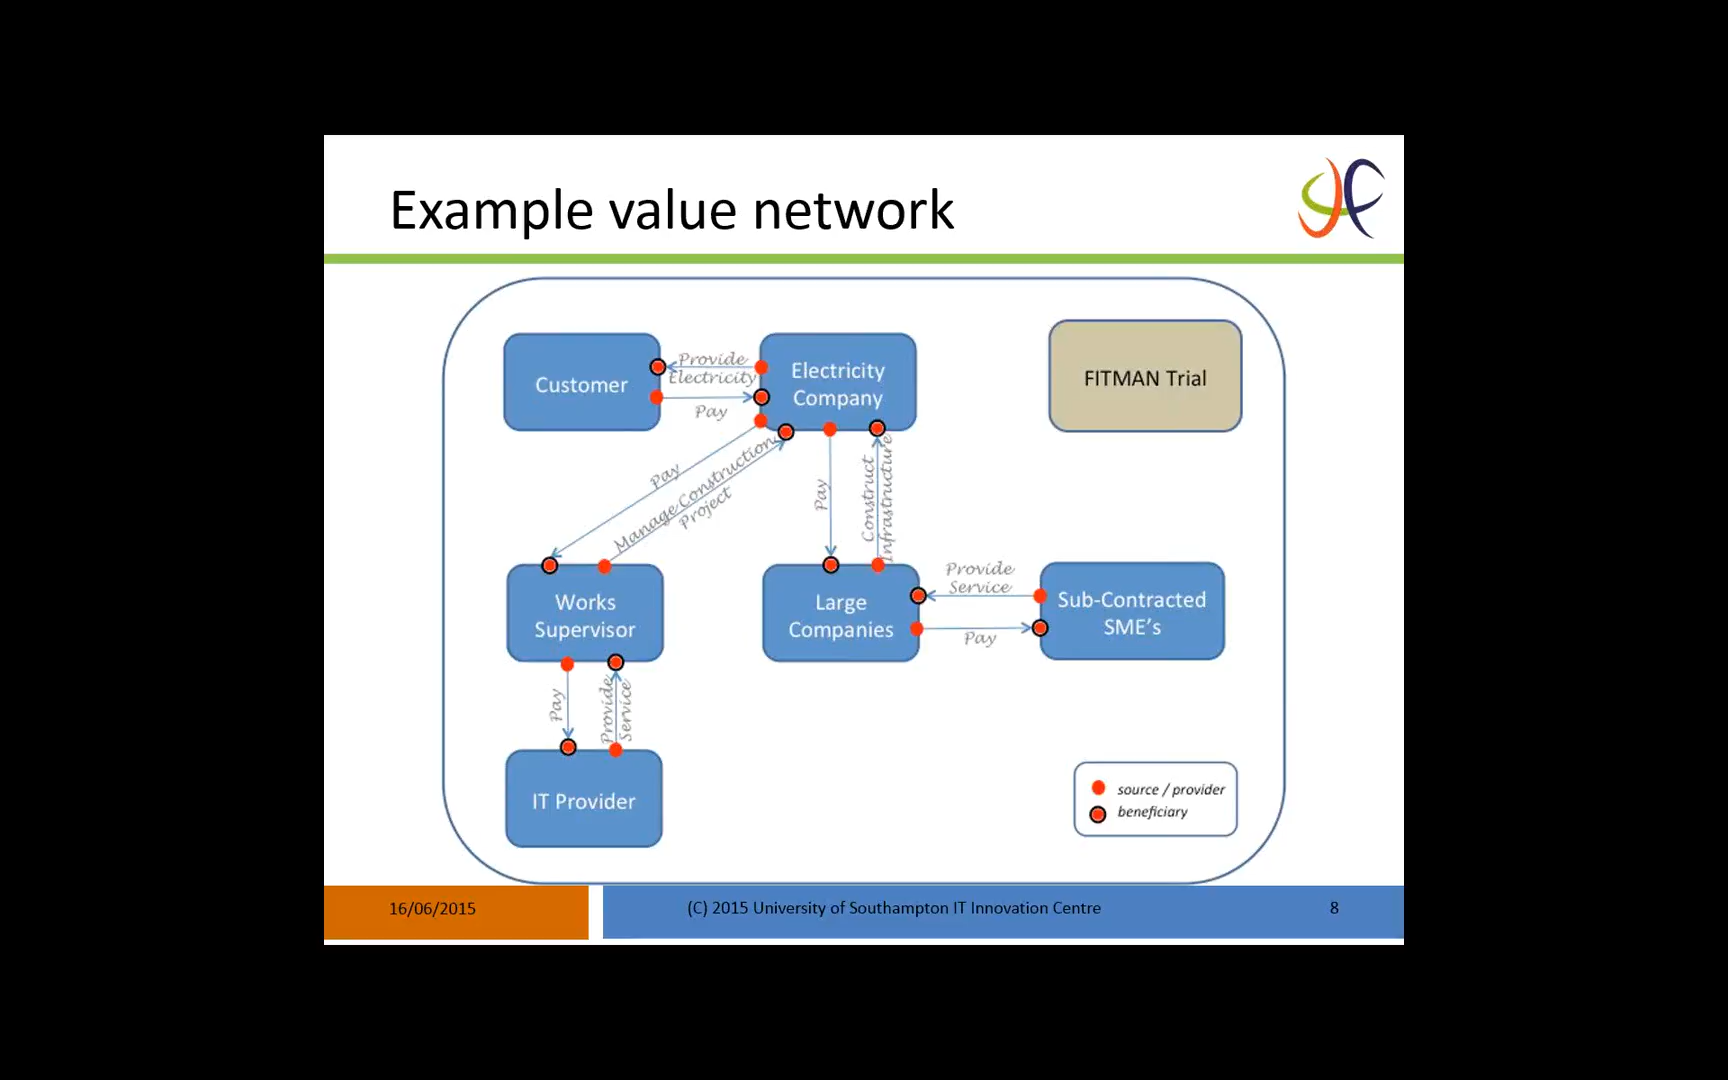 Example value network
Customer
Provide
Electricity
Pay
Electricity
Company
FITMAN Trial
Pay
Manage Construction
Project
Pay
Construct
Infrastructure
Works
Supervisor
Large
Companies
Provide
Service
Pay
Sub-Contracted
SME's
Pay
Provide
Service
IT Provider
source / provider
beneficiary
16/06/2015
(C) 2015 University of Southampton IT Innovation Centre
8